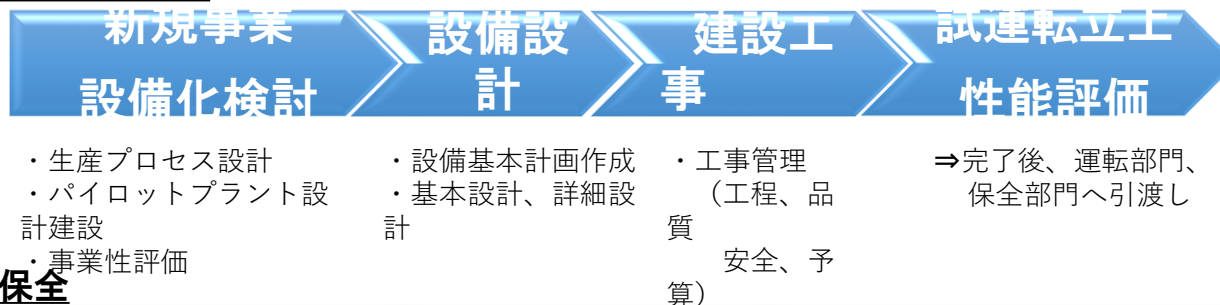 新規事業
設備化検討
設備設
計
建設工
事
試運転立上
性能評価
・生産プロセス設計
・パイロットプラント設
計建設
・事業性評価
・設備基本計画作成
・基本設計、詳細設
計
・工事管理
（工程、品
質
安全、予
算）
⇒完了後、運転部門、
保全部門へ引渡し
保全